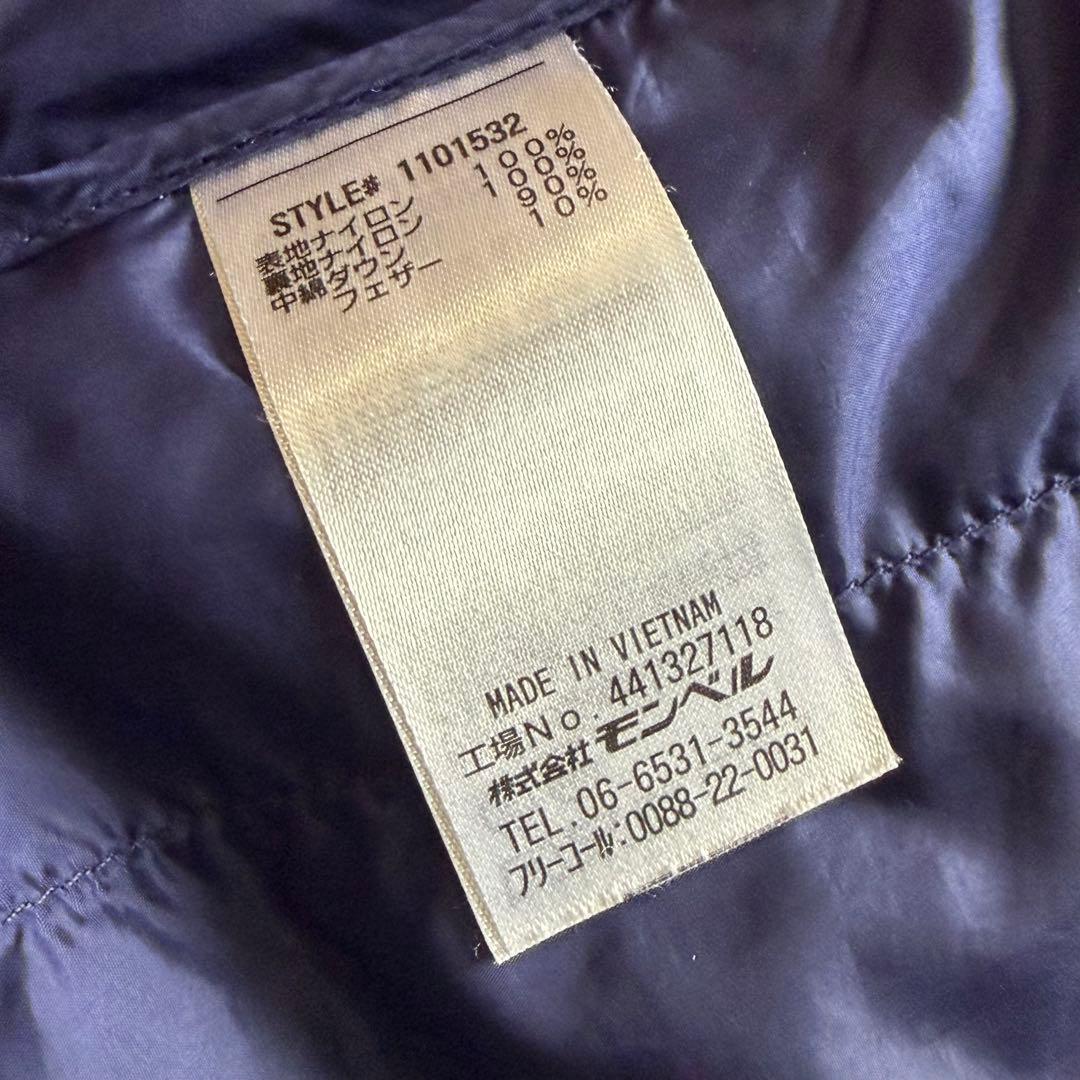 STYLE# 1101532
表地ナイロン 100%
裏地ナイロン 100%
中綿ダウン 90%
フェザー 10%
MADE IN VIETNAM
工場No.441327118
株式会社モンベル
TEL.06-6531-3544
フリーコール:0088-22-0031